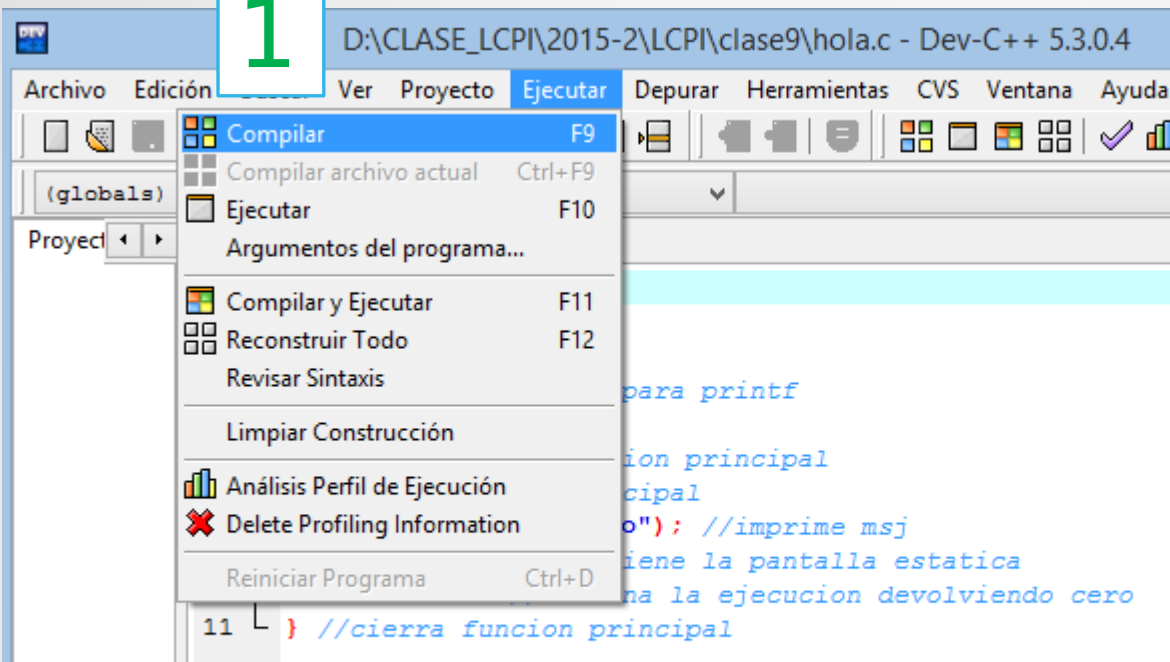 1
D:\CLASE_LCPI\2015-2\LCPI\clase9\hola.c - Dev-C++ 5.3.0.4
Archivo Edición Ver Proyecto Ejecutar Depurar Herramientas CVS Ventana Ayuda
Compilar F9
Compilar archivo actual Ctrl+F9
(globals)
Ejecutar F10
Proyect
Argumentos del programa...
Compilar y Ejecutar F11
Reconstruir Todo F12
Revisar Sintaxis
para printf
Limpiar Construcción
ion principal
Análisis Perfil de Ejecución
cipal
Delete Profiling Information
o"); //imprime msj
iene la pantalla estatica
Reiniciar Programa Ctrl+D
na la ejecucion devolviendo cero
11 } //cierra funcion principal